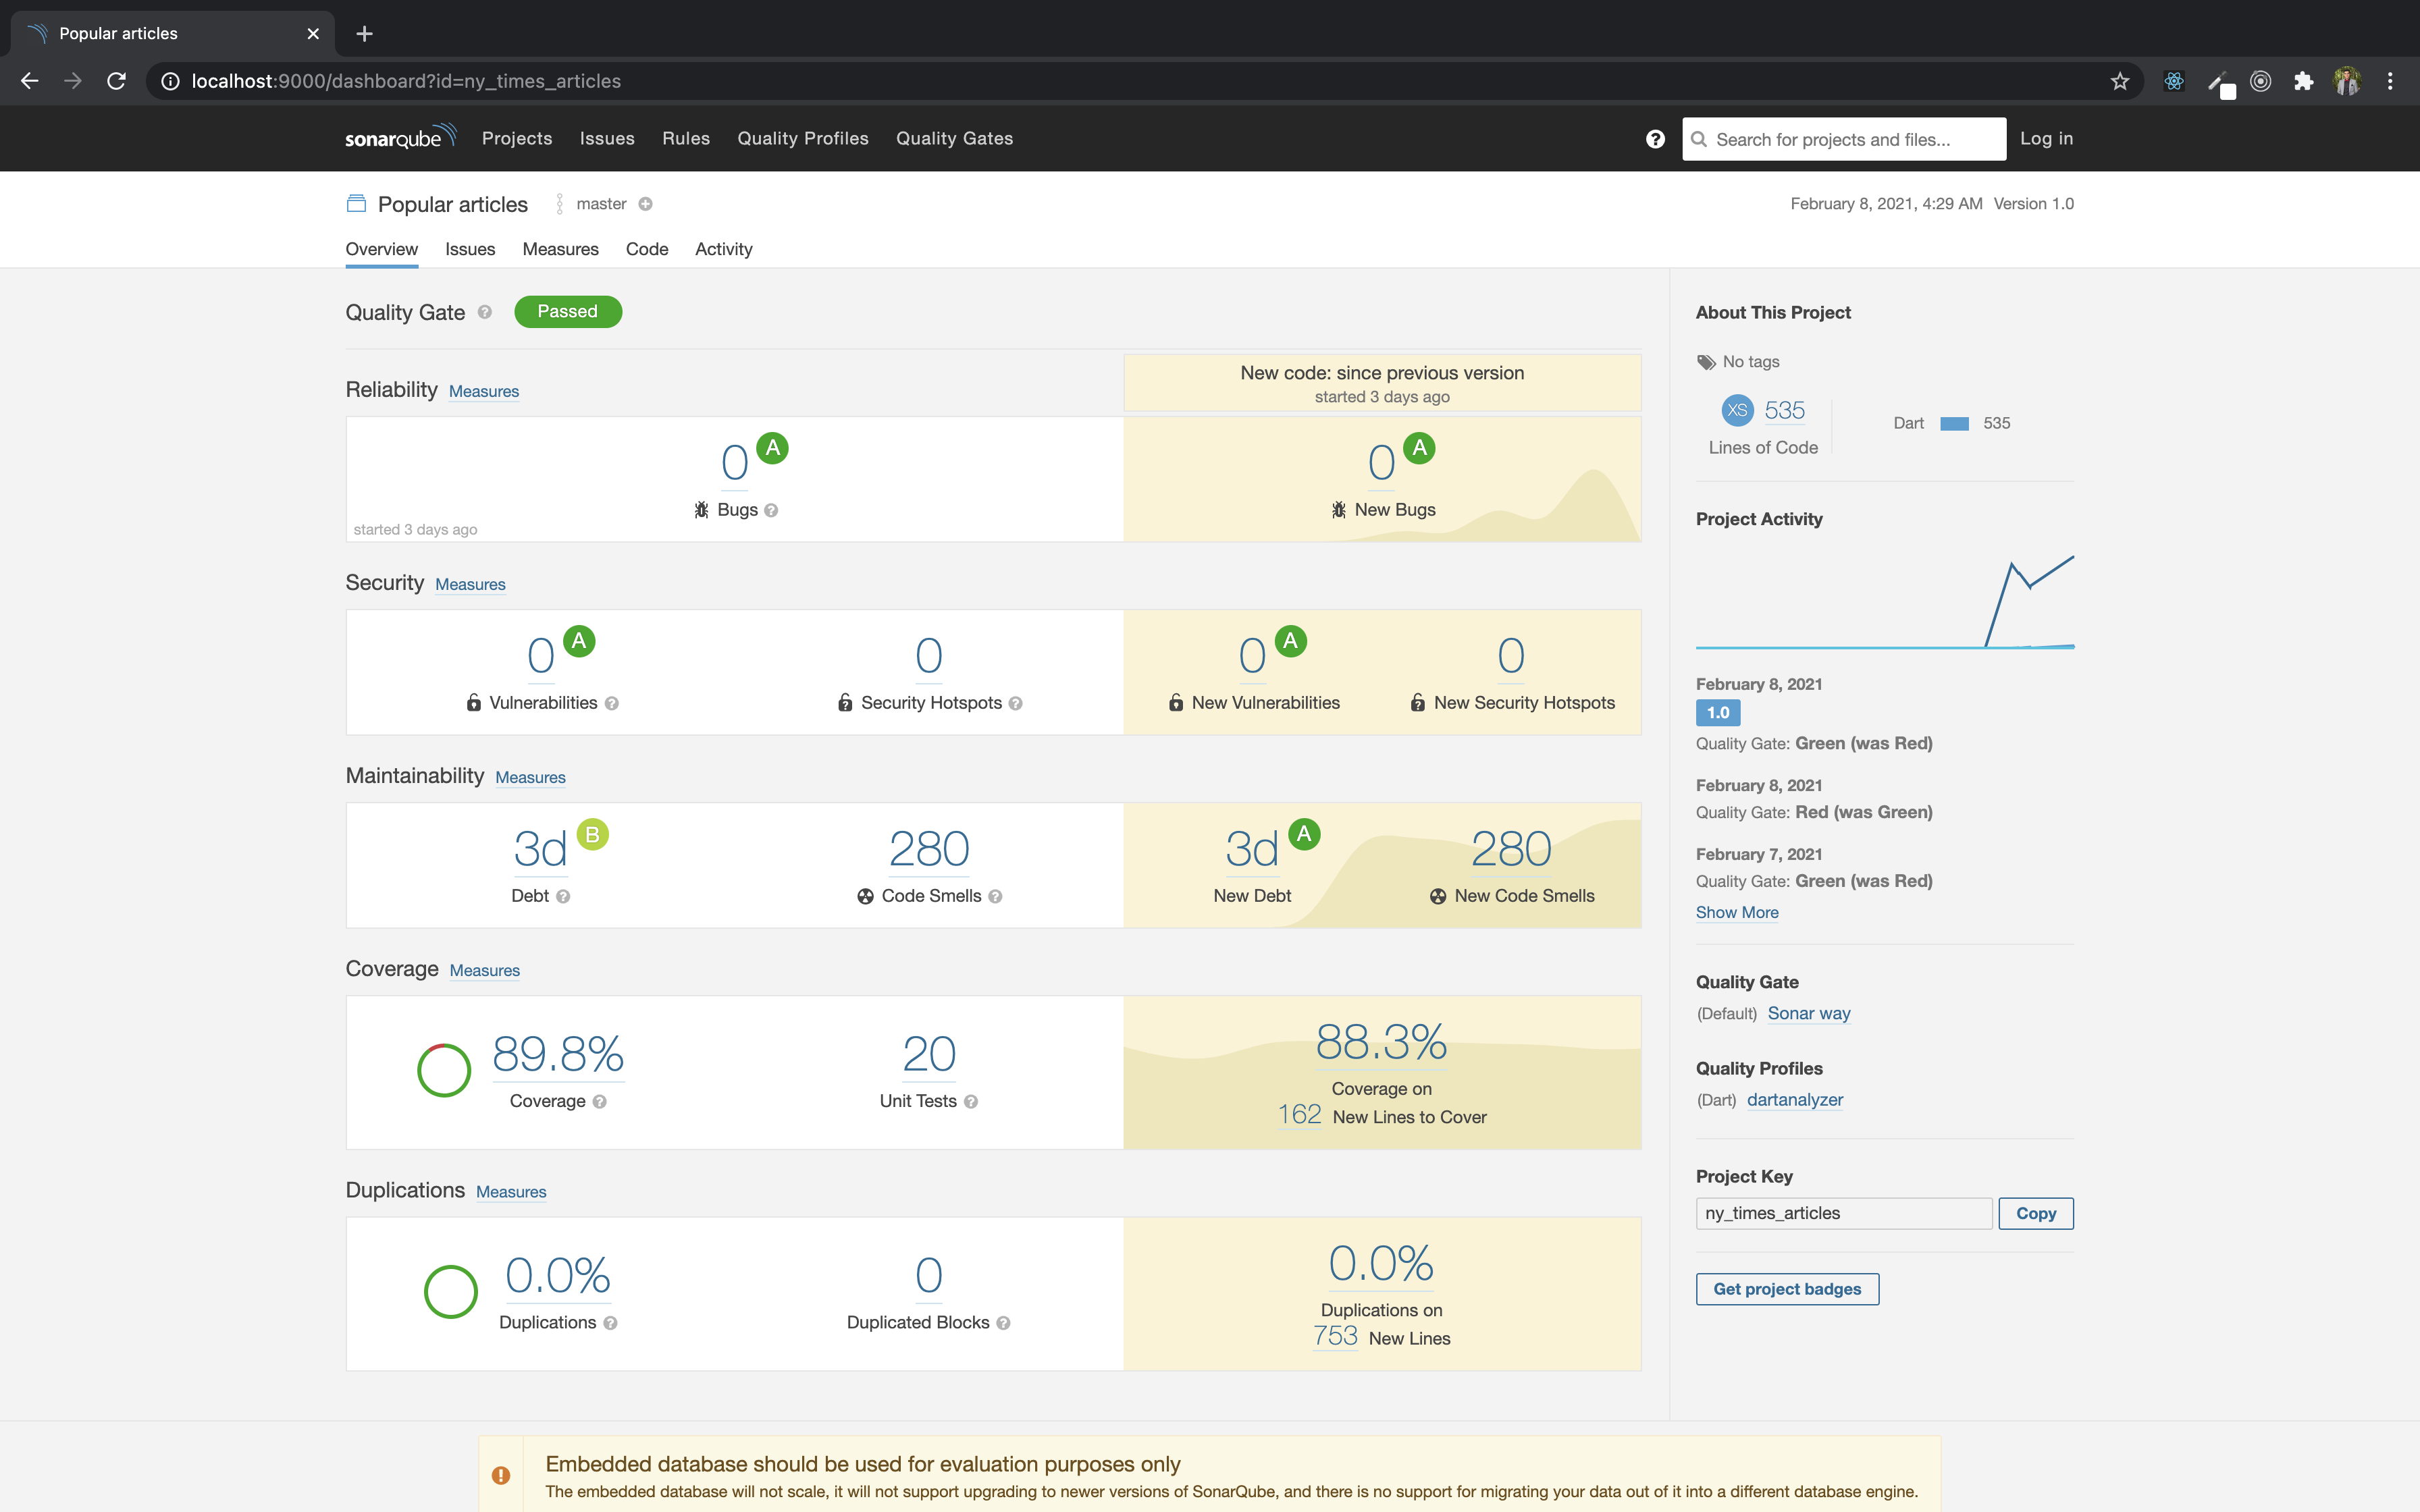 Popular articles
localhost:9000/dashboard?id=ny_times_articles
sonarqube Projects Issues Rules Quality Profiles Quality Gates Search for projects and files... Log in
Popular articles master February 8, 2021, 4:29 AM Version 1.0
Overview Issues Measures Code Activity
Quality Gate Passed
New code: since previous version
started 3 days ago
Reliability Measures
0 A
Bugs
started 3 days ago
0 A
New Bugs
Security Measures
0 A 0 0 A 0
Vulnerabilities Security Hotspots New Vulnerabilities New Security Hotspots
Maintainability Measures
3d B 280 3d A 280
Debt Code Smells New Debt New Code Smells
Coverage Measures
89.8% 20 88.3%
Coverage Unit Tests Coverage on
162 New Lines to Cover
Duplications Measures
0.0% 0 0.0%
Duplications Duplicated Blocks Duplications on
753 New Lines
About This Project
No tags
XS 535
Lines of Code
Dart 535
Project Activity
February 8, 2021
1.0
Quality Gate: Green (was Red)
February 8, 2021
Quality Gate: Red (was Green)
February 7, 2021
Quality Gate: Green (was Red)
Show More
Quality Gate
(Default) Sonar way
Quality Profiles
(Dart) dartanalyzer
Project Key
ny_times_articles Copy
Get project badges
Embedded database should be used for evaluation purposes only
The embedded database will not scale, it will not support upgrading to newer versions of SonarQube, and there is no support for migrating your data out of it into a different database engine.